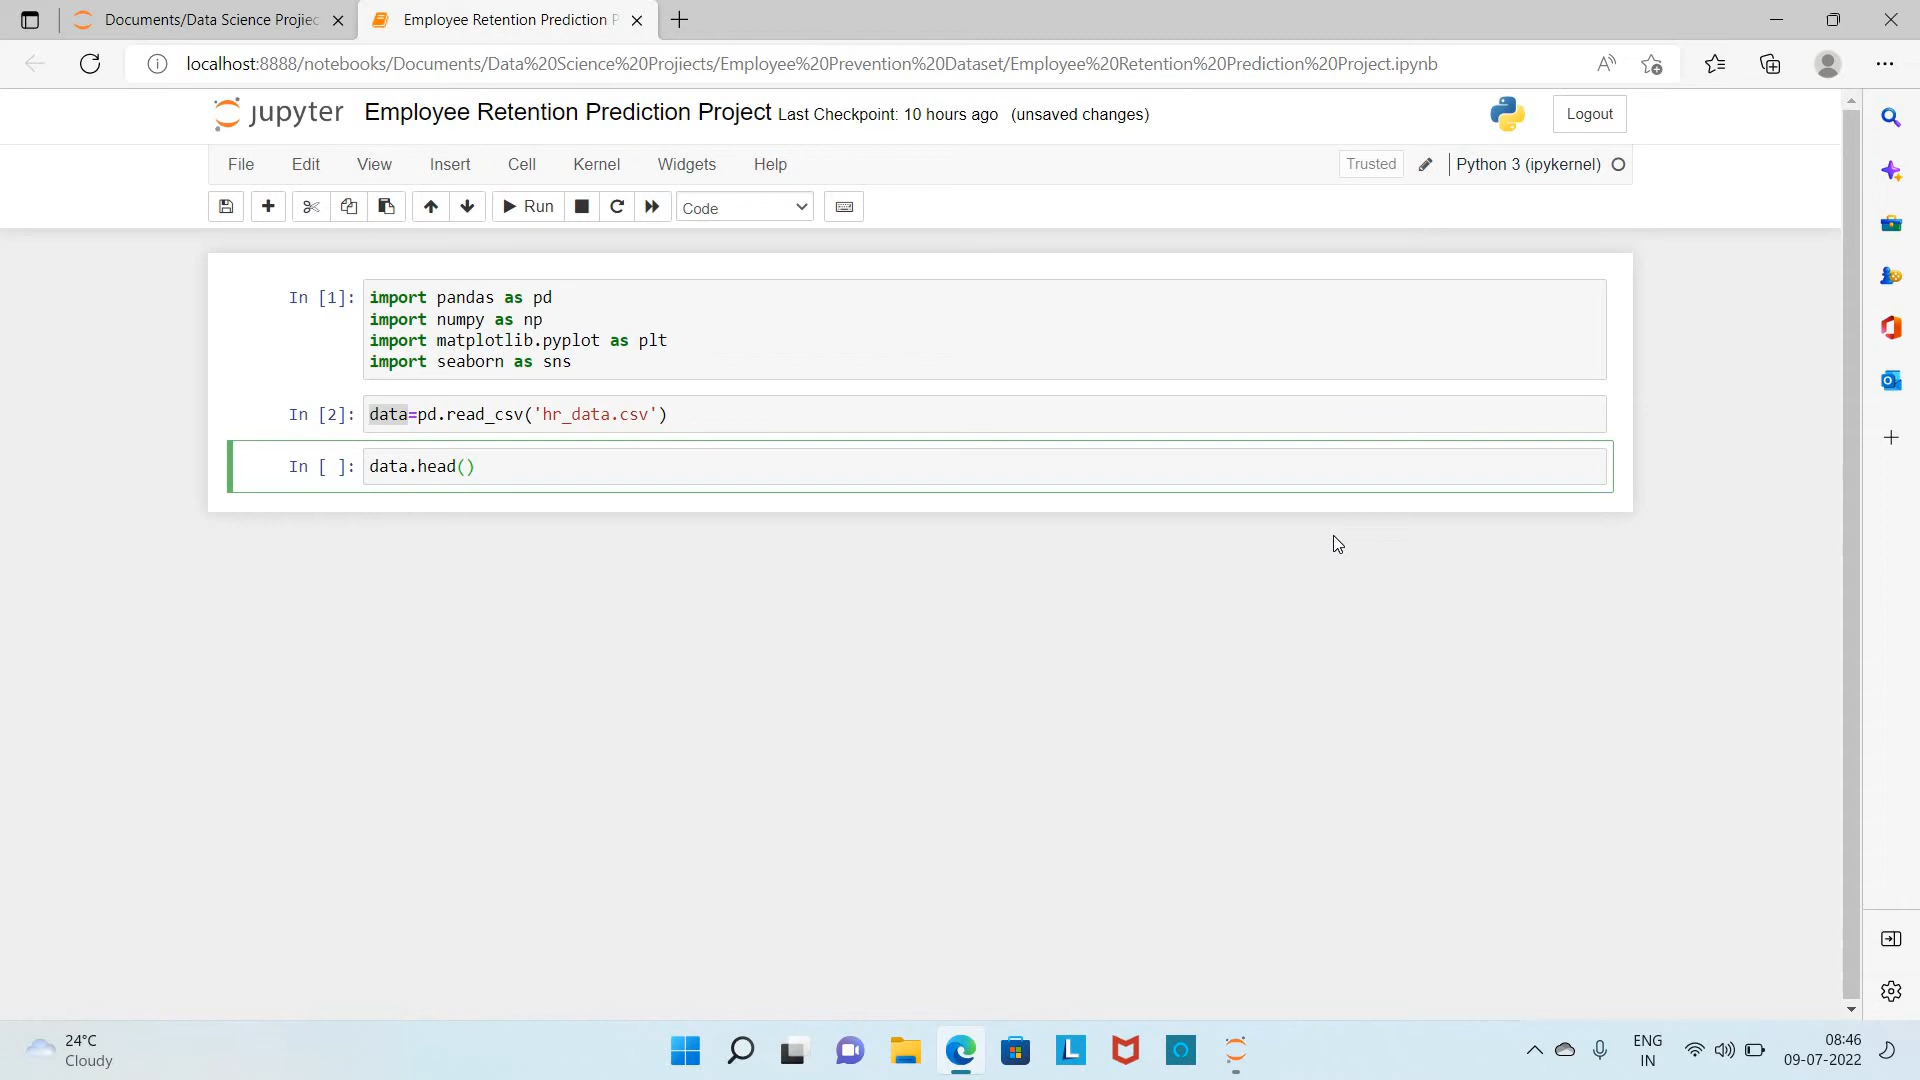 Documents/Data Science Projiec
Employee Retention Prediction P
localhost:8888/notebooks/Documents/Data%20Science%20Projiects/Employee%20Prevention%20Dataset/Employee%20Retention%20Prediction%20Project.ipynb
jupyter Employee Retention Prediction Project Last Checkpoint: 10 hours ago (unsaved changes)
Logout
File Edit View Insert Cell Kernel Widgets Help
Trusted
Python 3 (ipykernel)
Run
Code
In [1]: import pandas as pd
import numpy as np
import matplotlib.pyplot as plt
import seaborn as sns
In [2]: data=pd.read_csv('hr_data.csv')
In [ ]: data.head()
24°C
Cloudy
ENG
IN
08:46
09-07-2022